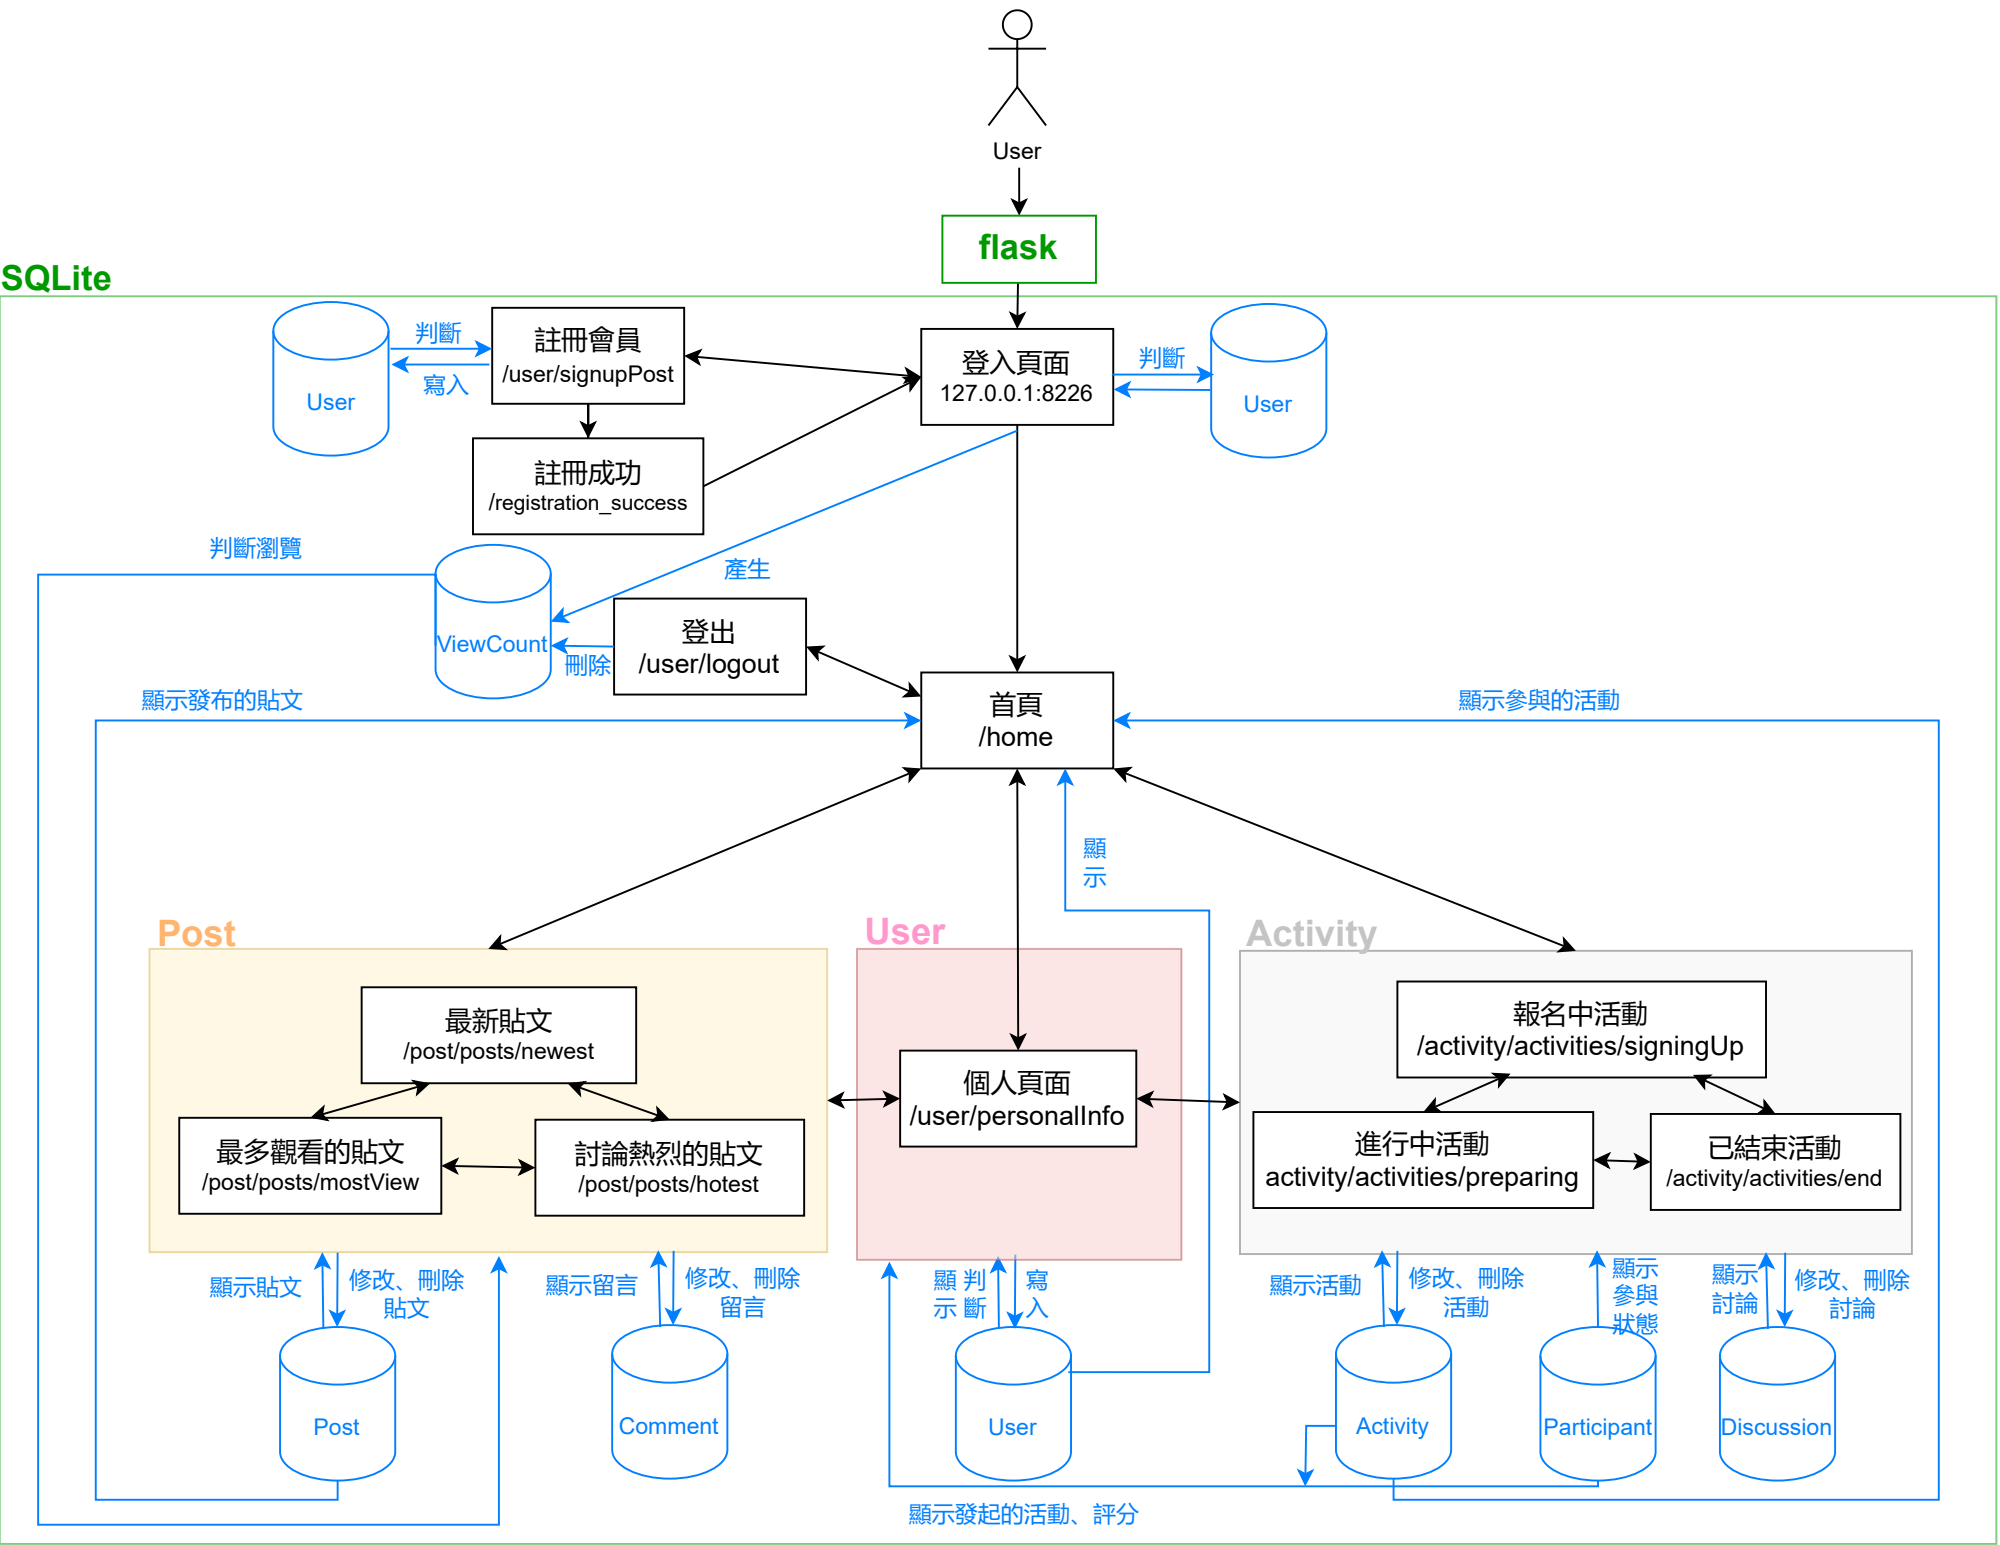 User
flask
SQLite
User
判斷
寫入
註冊會員
/user/signupPost
登入頁面
127.0.0.1:8226
判斷
User
註冊成功
/registration_success
判斷瀏覽
ViewCount
產生
刪除
登出
/user/logout
首頁
/home
顯示發布的貼文
顯示參與的活動
顯
示
Post
最新貼文
/post/posts/newest
最多觀看的貼文
/post/posts/mostView
討論熱烈的貼文
/post/posts/hotest
User
個人頁面
/user/personalInfo
Activity
報名中活動
/activity/activities/signingUp
進行中活動
activity/activities/preparing
已結束活動
/activity/activities/end
顯示貼文
修改、刪除
貼文
顯示留言
修改、刪除
留言
顯 判
示 斷
寫
入
顯示活動
修改、刪除
活動
顯示
參與
狀態
顯示
討論
修改、刪除
討論
Post
Comment
User
Activity
Participant
Discussion
顯示發起的活動、評分